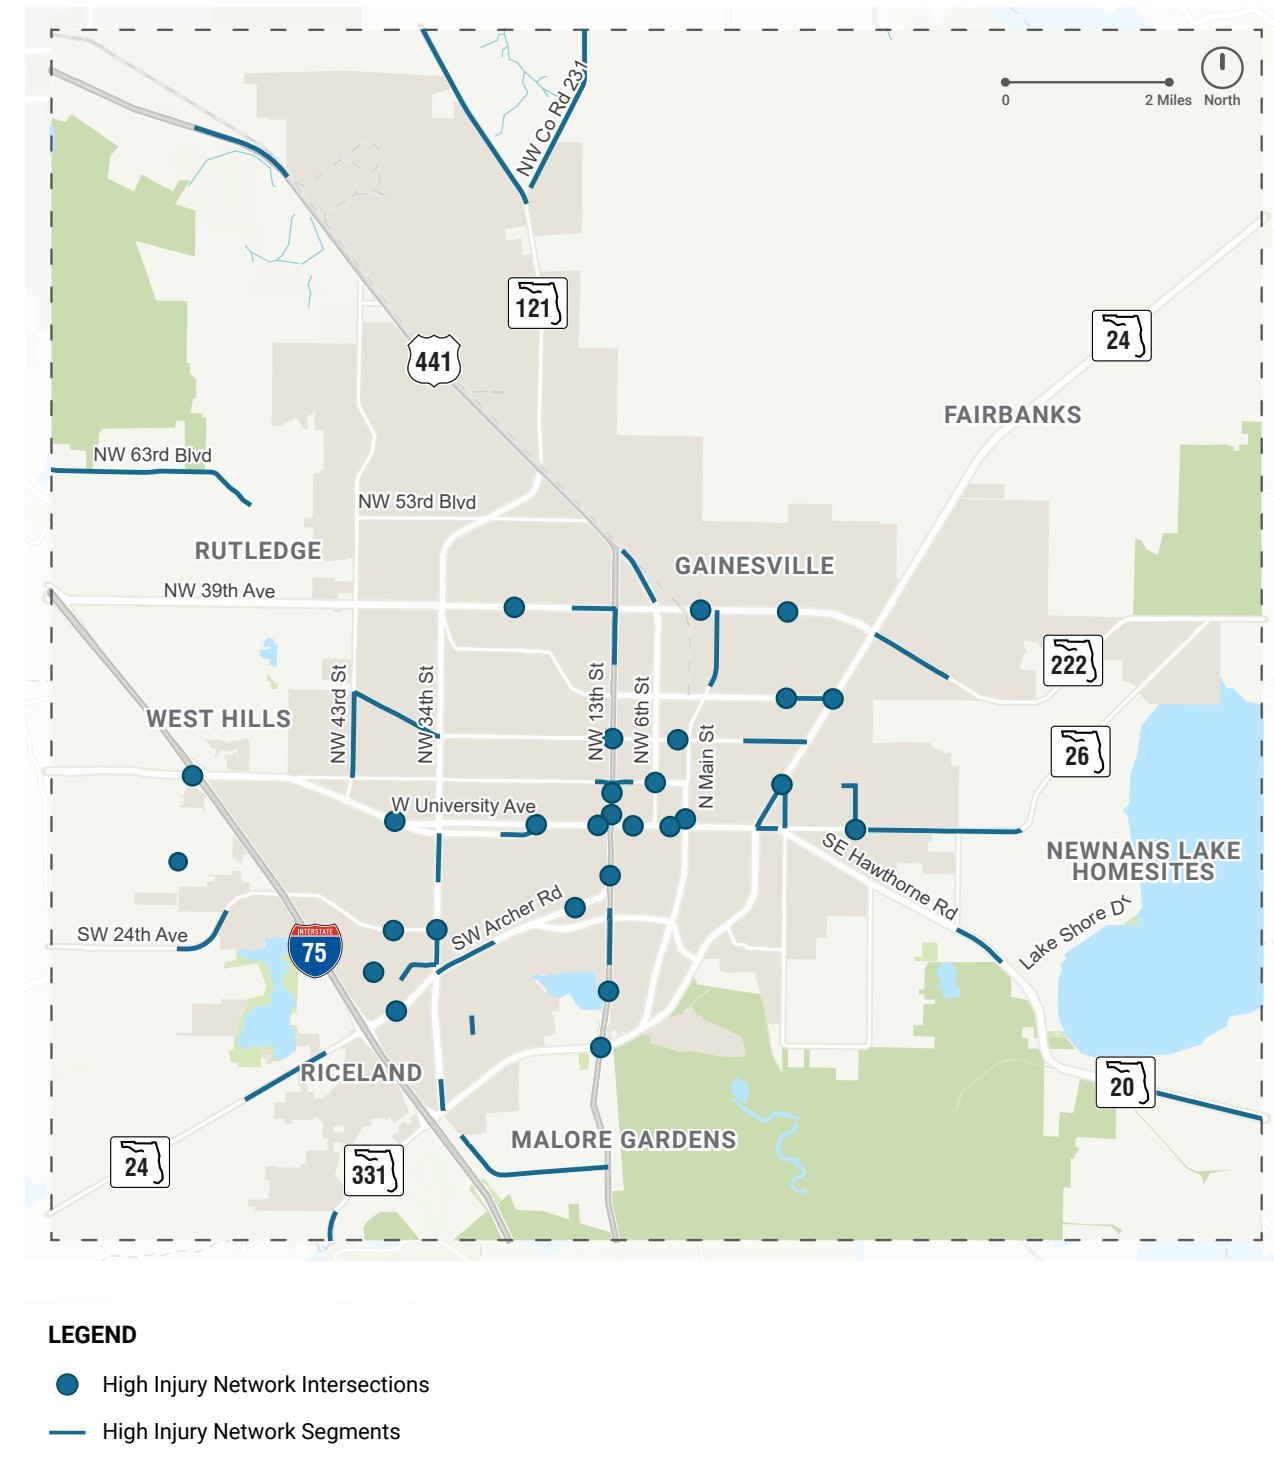 NW Co Rd 231
0
2 Miles
North
121
24
441
FAIRBANKS
NW 63rd Blvd
NW 53rd Blvd
RUTLEDGE
GAINESVILLE
NW 39th Ave
222
NW 43rd St
NW 34th St
NW 13th St
NW 6th St
N Main St
WEST HILLS
26
W University Ave
SE Hawthorne Rd
NEWNANS LAKE
HOMESITES
SW Archer Rd
SW 24th Ave
INTERSTATE
75
Lake Shore Dr
RICELAND
20
MALORE GARDENS
24
331
LEGEND
High Injury Network Intersections
High Injury Network Segments